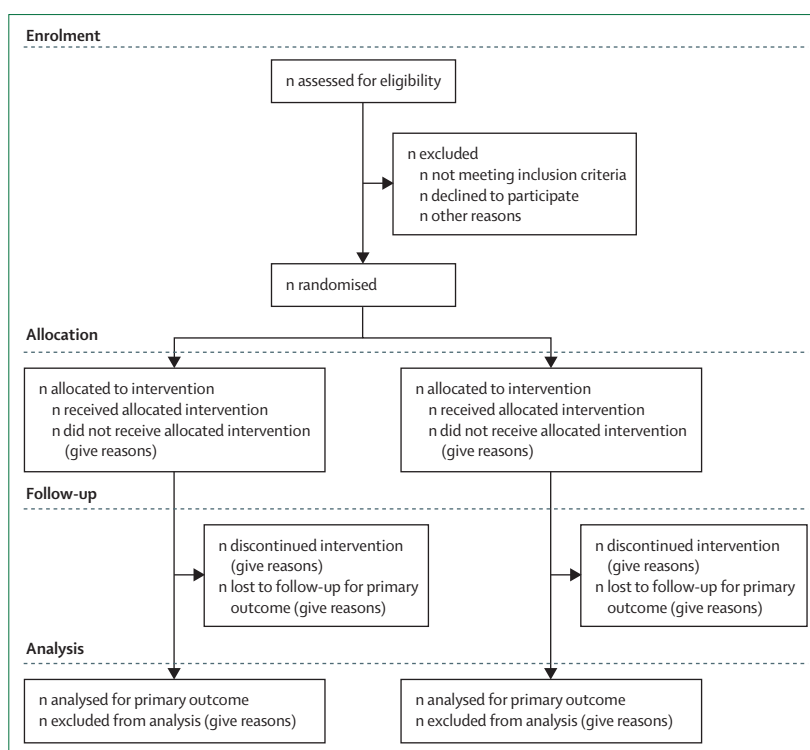 Enrolment
n assessed for eligibility
n excluded
n not meeting inclusion criteria
n declined to participate
n other reasons
n randomised
Allocation
n allocated to intervention
n received allocated intervention
n did not receive allocated intervention
(give reasons)
n allocated to intervention
n received allocated intervention
n did not receive allocated intervention
(give reasons)
Follow-up
n discontinued intervention
(give reasons)
n lost to follow-up for primary
outcome (give reasons)
n discontinued intervention
(give reasons)
n lost to follow-up for primary
outcome (give reasons)
Analysis
n analysed for primary outcome
n excluded from analysis (give reasons)
n analysed for primary outcome
n excluded from analysis (give reasons)